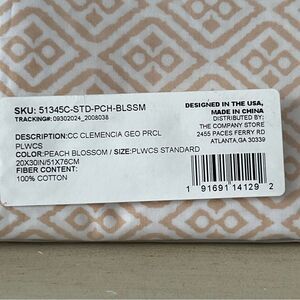 SKU: 51345C-STD-PCH-BLSSM
TRACKING#: 09302024_2008038
DESCRIPTION:CC CLEMENCIA GEO PRCL
PLWCS
COLOR:PEACH BLOSSOM / SIZE:PLWCS STANDARD
20X30IN/51X76CM
FIBER CONTENT:
100% COTTON
DESIGNED IN THE USA,
MADE IN CHINA
DISTRIBUTED BY:
THE COMPANY STORE
2455 PACES FERRY RD
ATLANTA,GA 30339
1 91691 14129 2